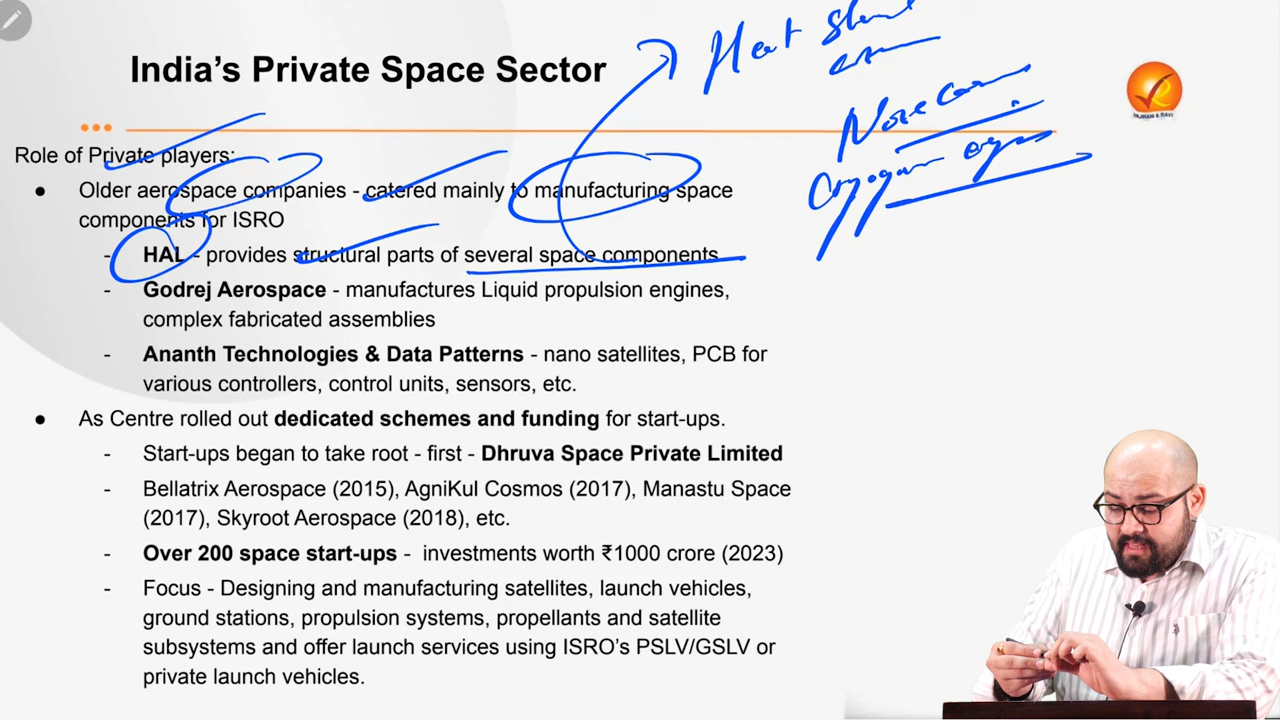 India's Private Space Sector
Heat
Nose
VAJIRAM & RAVI
Role of Private players:
● Older aerospace companies - catered mainly to manufacturing space
components for ISRO
- HAL - provides structural parts of several space components
- Godrej Aerospace - manufactures Liquid propulsion engines,
complex fabricated assemblies
- Ananth Technologies & Data Patterns - nano satellites, PCB for
various controllers, control units, sensors, etc.
● As Centre rolled out dedicated schemes and funding for start-ups.
- Start-ups began to take root - first - Dhruva Space Private Limited
- Bellatrix Aerospace (2015), AgniKul Cosmos (2017), Manastu Space
(2017), Skyroot Aerospace (2018), etc.
- Over 200 space start-ups - investments worth ₹1000 crore (2023)
- Focus - Designing and manufacturing satellites, launch vehicles,
ground stations, propulsion systems, propellants and satellite
subsystems and offer launch services using ISRO's PSLV/GSLV or
private launch vehicles.